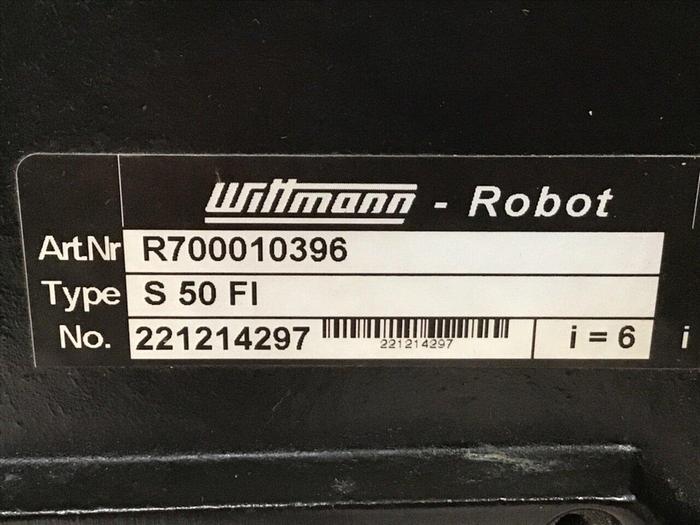 Wittmann - Robot
Art.Nr R700010396
Type S 50 FI
No. 221214297 221214297 i = 6 i